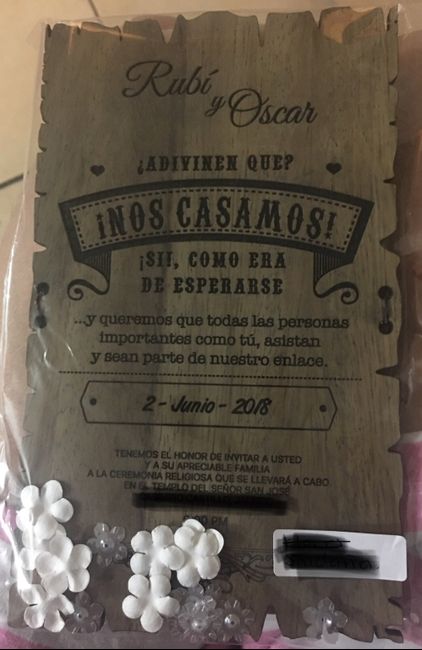 Rubí
y Oscar
¿ADIVINEN QUE?
¡NOS CASAMOS!
¡SII, COMO ERA
DE ESPERARSE
...y queremos que todas las personas
importantes como tú, asistan
y sean parte de nuestro enlace.
2 - Junio - 2018
TENEMOS EL HONOR DE INVITAR A USTED
Y A SU APRECIABLE FAMILIA
A LA CEREMONIA RELIGIOSA QUE SE LLEVARÁ A CABO
EN EL TEMPLO DEL SEÑOR SAN JOSÉ
PM